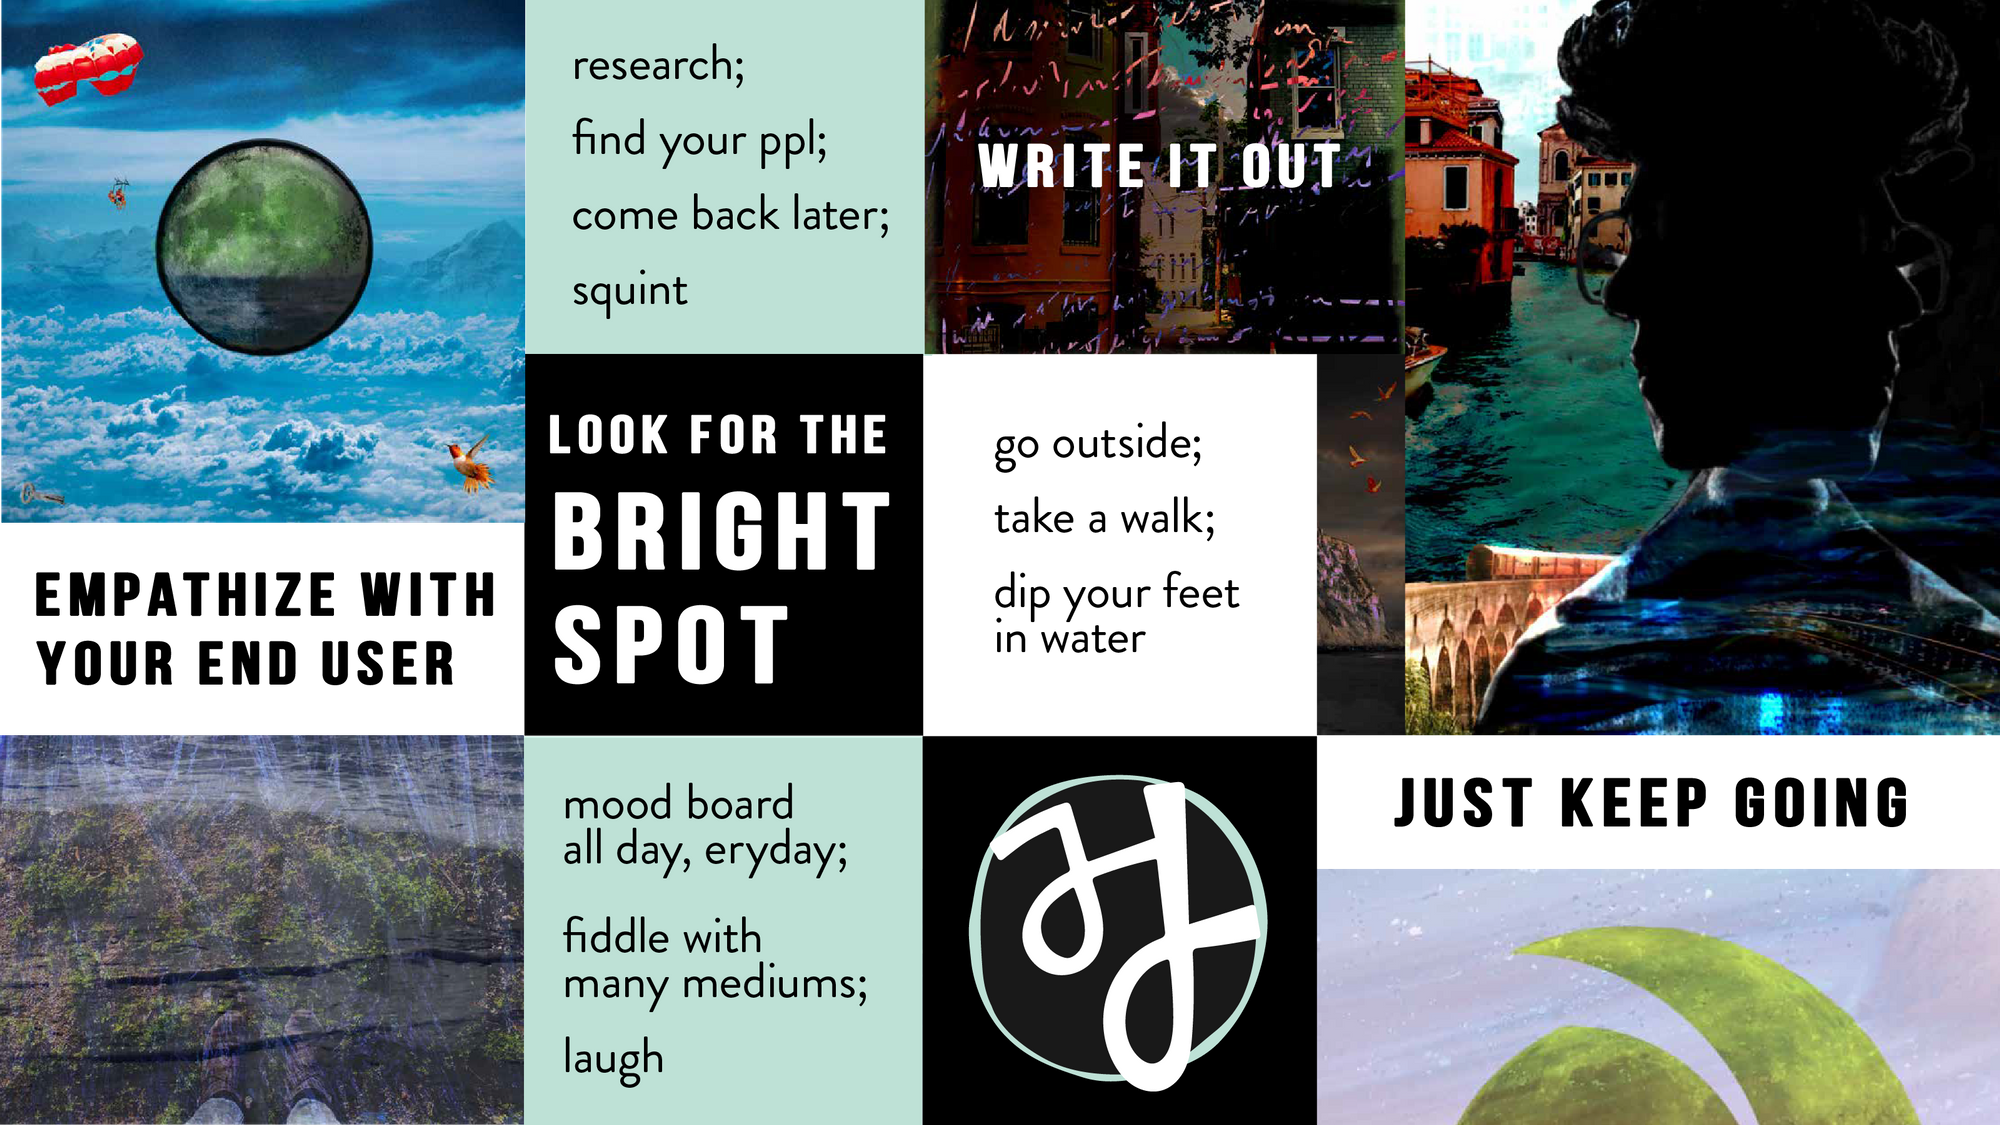 research;
find your ppl;
come back later;
squint
WRITE IT OUT
LOOK FOR THE
BRIGHT
SPOT
go outside;
take a walk;
dip your feet
in water
EMPATHIZE WITH
YOUR END USER
mood board
all day, eryday;
fiddle with
many mediums;
laugh
JUST KEEP GOING